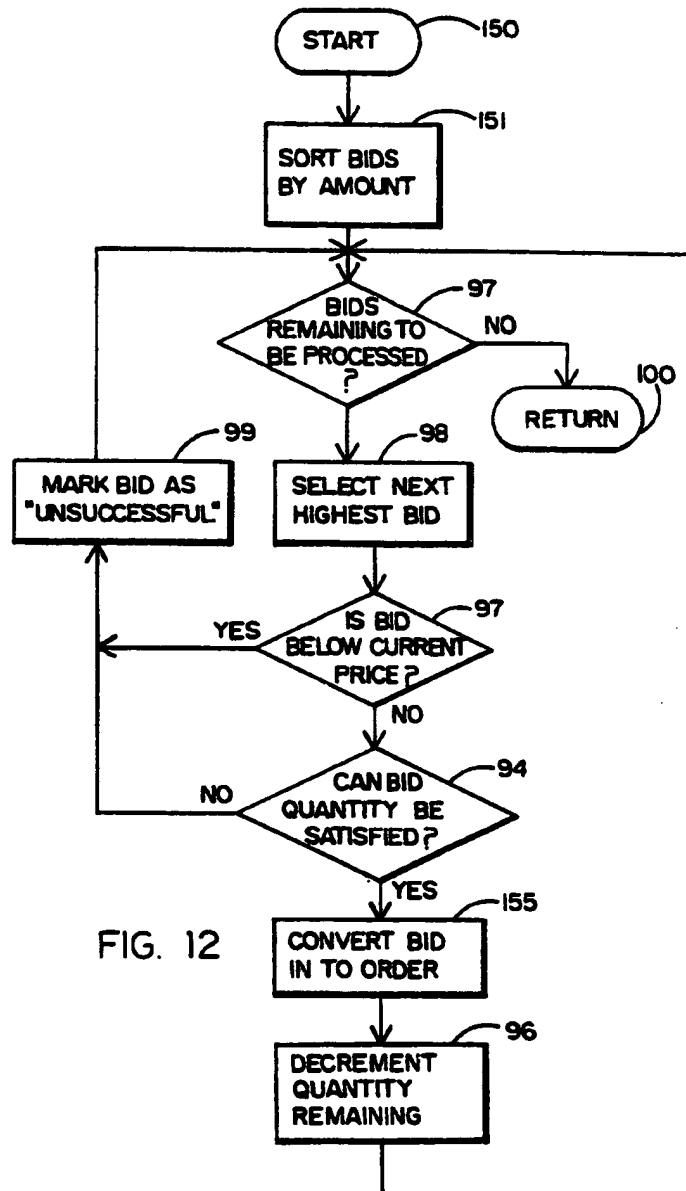 START
150
151
SORT BIDS
BY AMOUNT
97
BIDS
REMAINING TO
BE PROCESSED
?
NO
RETURN
100
99
MARK BID AS
"UNSUCCESSFUL"
98
SELECT NEXT
HIGHEST BID
97
YES
IS BID
BELOW CURRENT
PRICE?
NO
94
NO
CAN BID
QUANTITY BE
SATISFIED?
YES
155
FIG. 12
CONVERT BID
IN TO ORDER
96
DECREMENT
QUANTITY
REMAINING